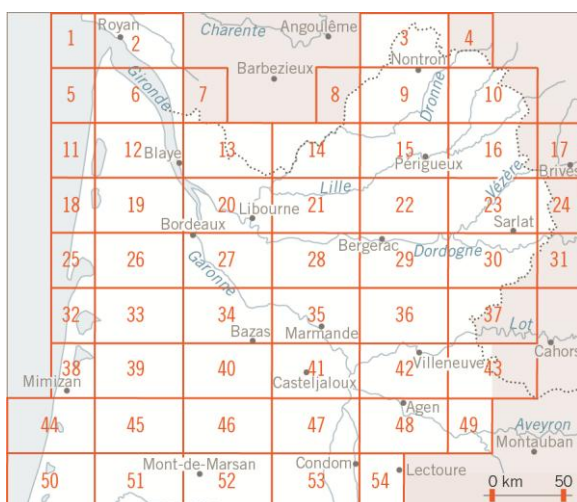 Royan
Charente
Angoulême
1
2
3
4
Nontron
Barbezieux
Gironde
5
6
7
8
9
10
Dronne
11
12
13
14
15
16
17
Blaye
Périgueux
Brives
Lille
Vézère
18
19
20
21
22
23
24
Libourne
Sarlat
Bordeaux
Bergerac
Dordogne
25
26
27
28
29
30
31
Garonne
32
33
34
35
36
37
Bazas
Marmande
Lot
Cahors
38
39
40
41
42
43
Villeneuve
Mimizan
Casteljaloux
Agen
44
45
46
47
48
49
Aveyron
Montauban
Mont-de-Marsan
Condom
Lectoure
50
51
52
53
54
0 km 50